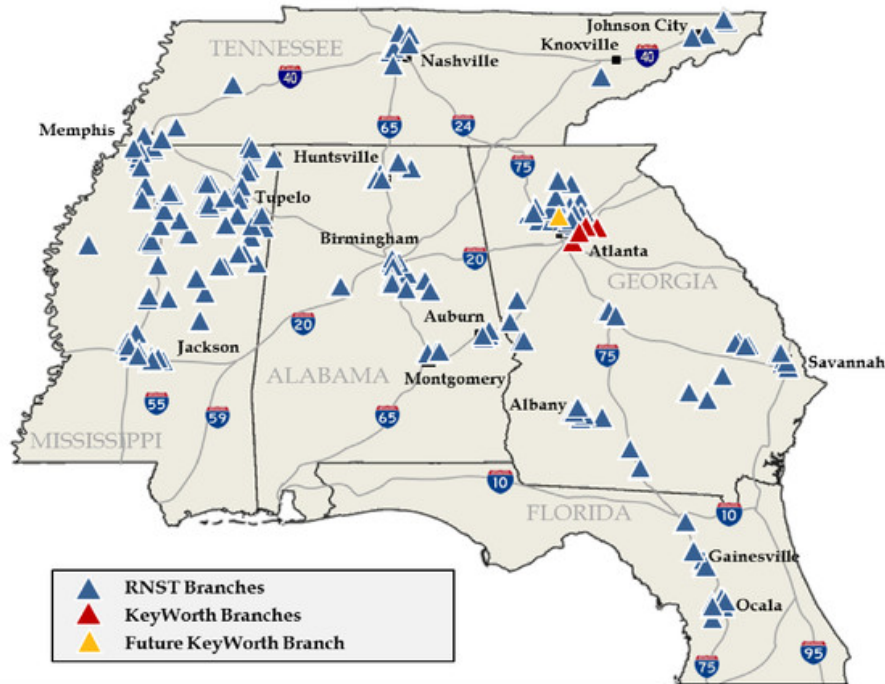 Johnson City
TENNESSEE
Knoxville
40
Nashville
40
Memphis
65
24
Huntsville
75
Tupelo
Birmingham
Atlanta
20
GEORGIA
Auburn
20
Jackson
75
Savannah
ALABAMA
Montgomery
55
Albany
59
65
MISSISSIPPI
10
FLORIDA
10
Gainesville
RNST Branches
Ocala
KeyWorth Branches
Future KeyWorth Branch
95
75